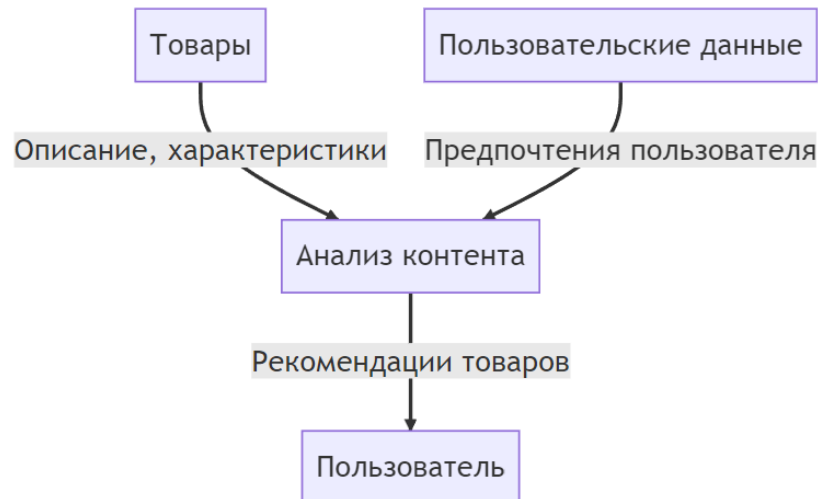 Товары
Пользовательские данные
Описание, характеристики
Предпочтения пользователя
Анализ контента
Рекомендации товаров
Пользователь